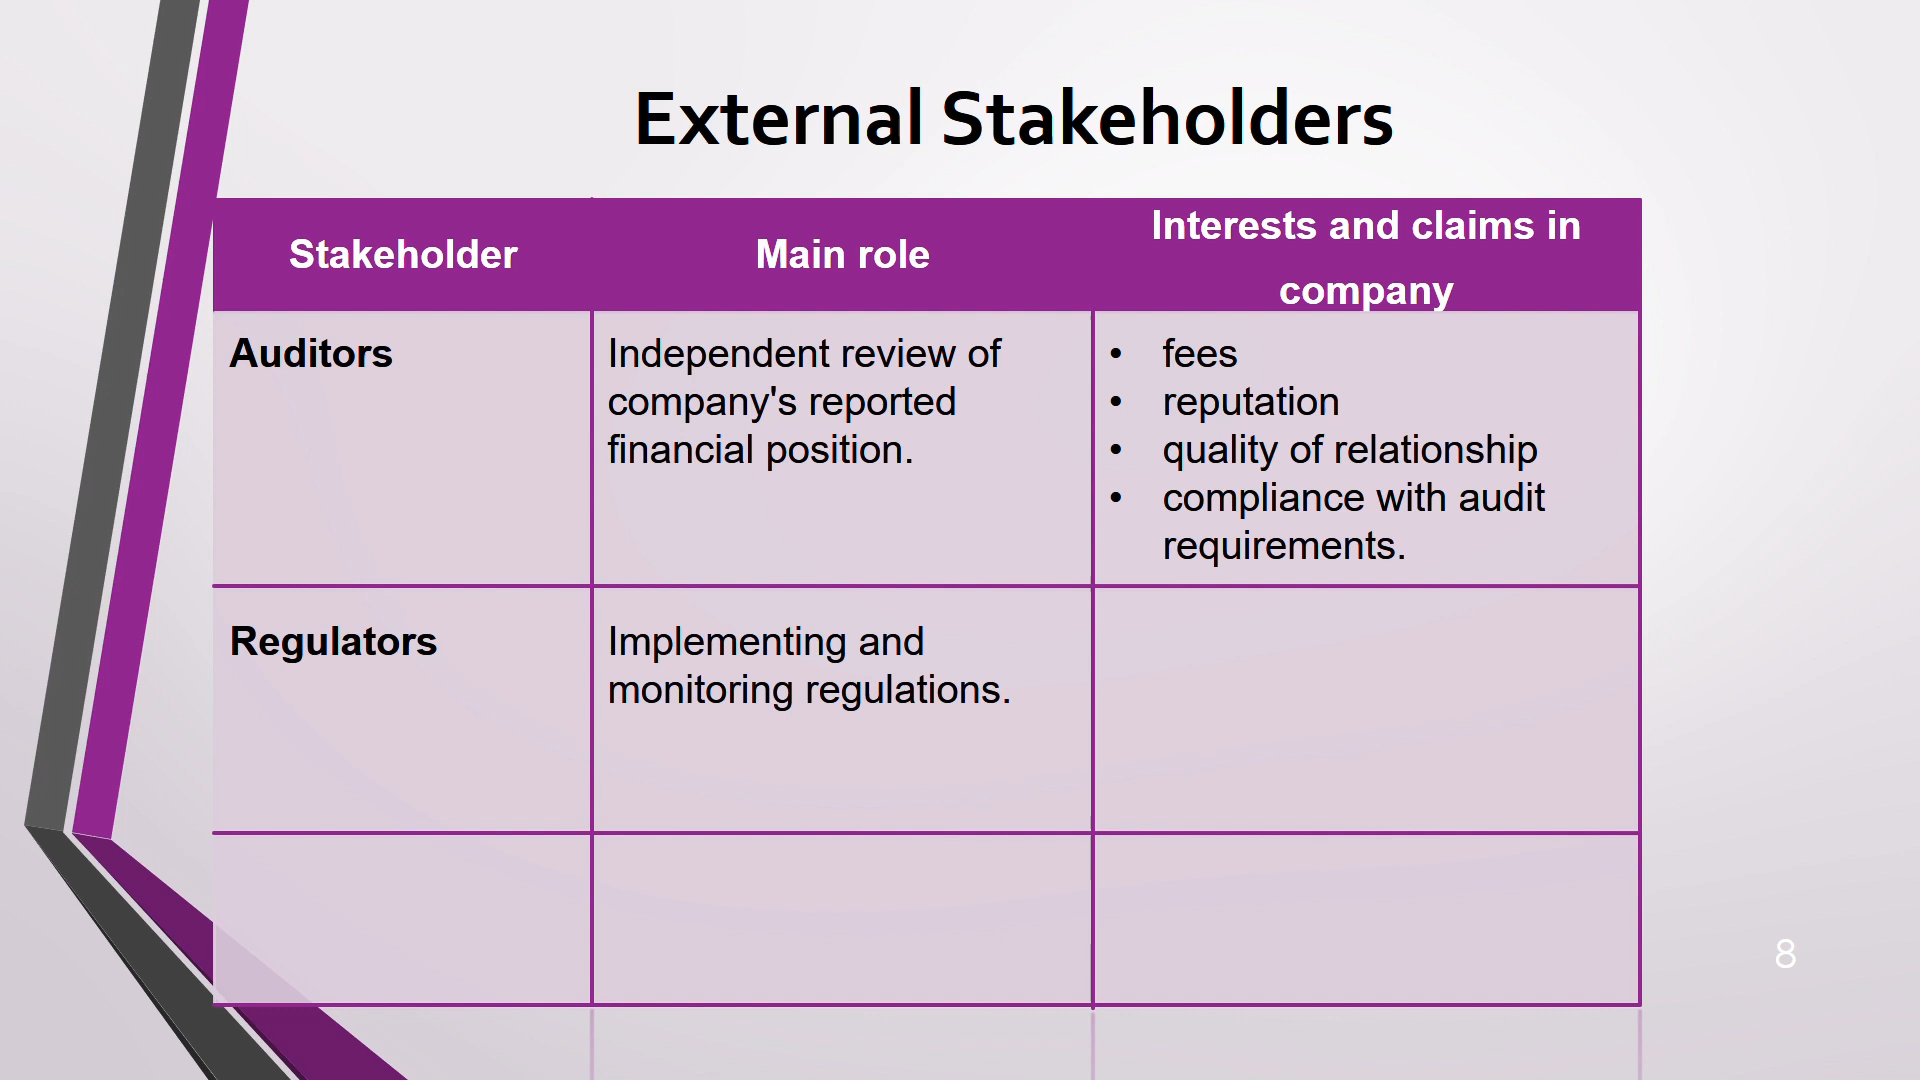 External Stakeholders
Stakeholder
Main role
Interests and claims in
company
Auditors
Independent review of
company's reported
financial position.
• fees
• reputation
• quality of relationship
• compliance with audit
requirements.
Regulators
Implementing and
monitoring regulations.
8